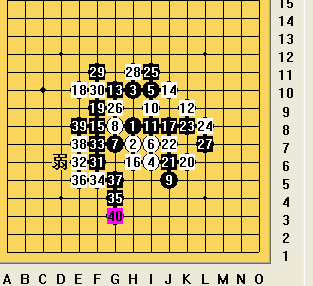 15
14
13
12
29 28 25 11
18 30 13 3 5 14 10
19 26 10 12 9
39 15 8 1 11 17 23 24 8
38 33 7 2 6 22 27 7
弱 32 31 16 4 21 20 6
36 34 37 9 5
35 4
40 3
2
1
A B C D E F G H I J K L M N O